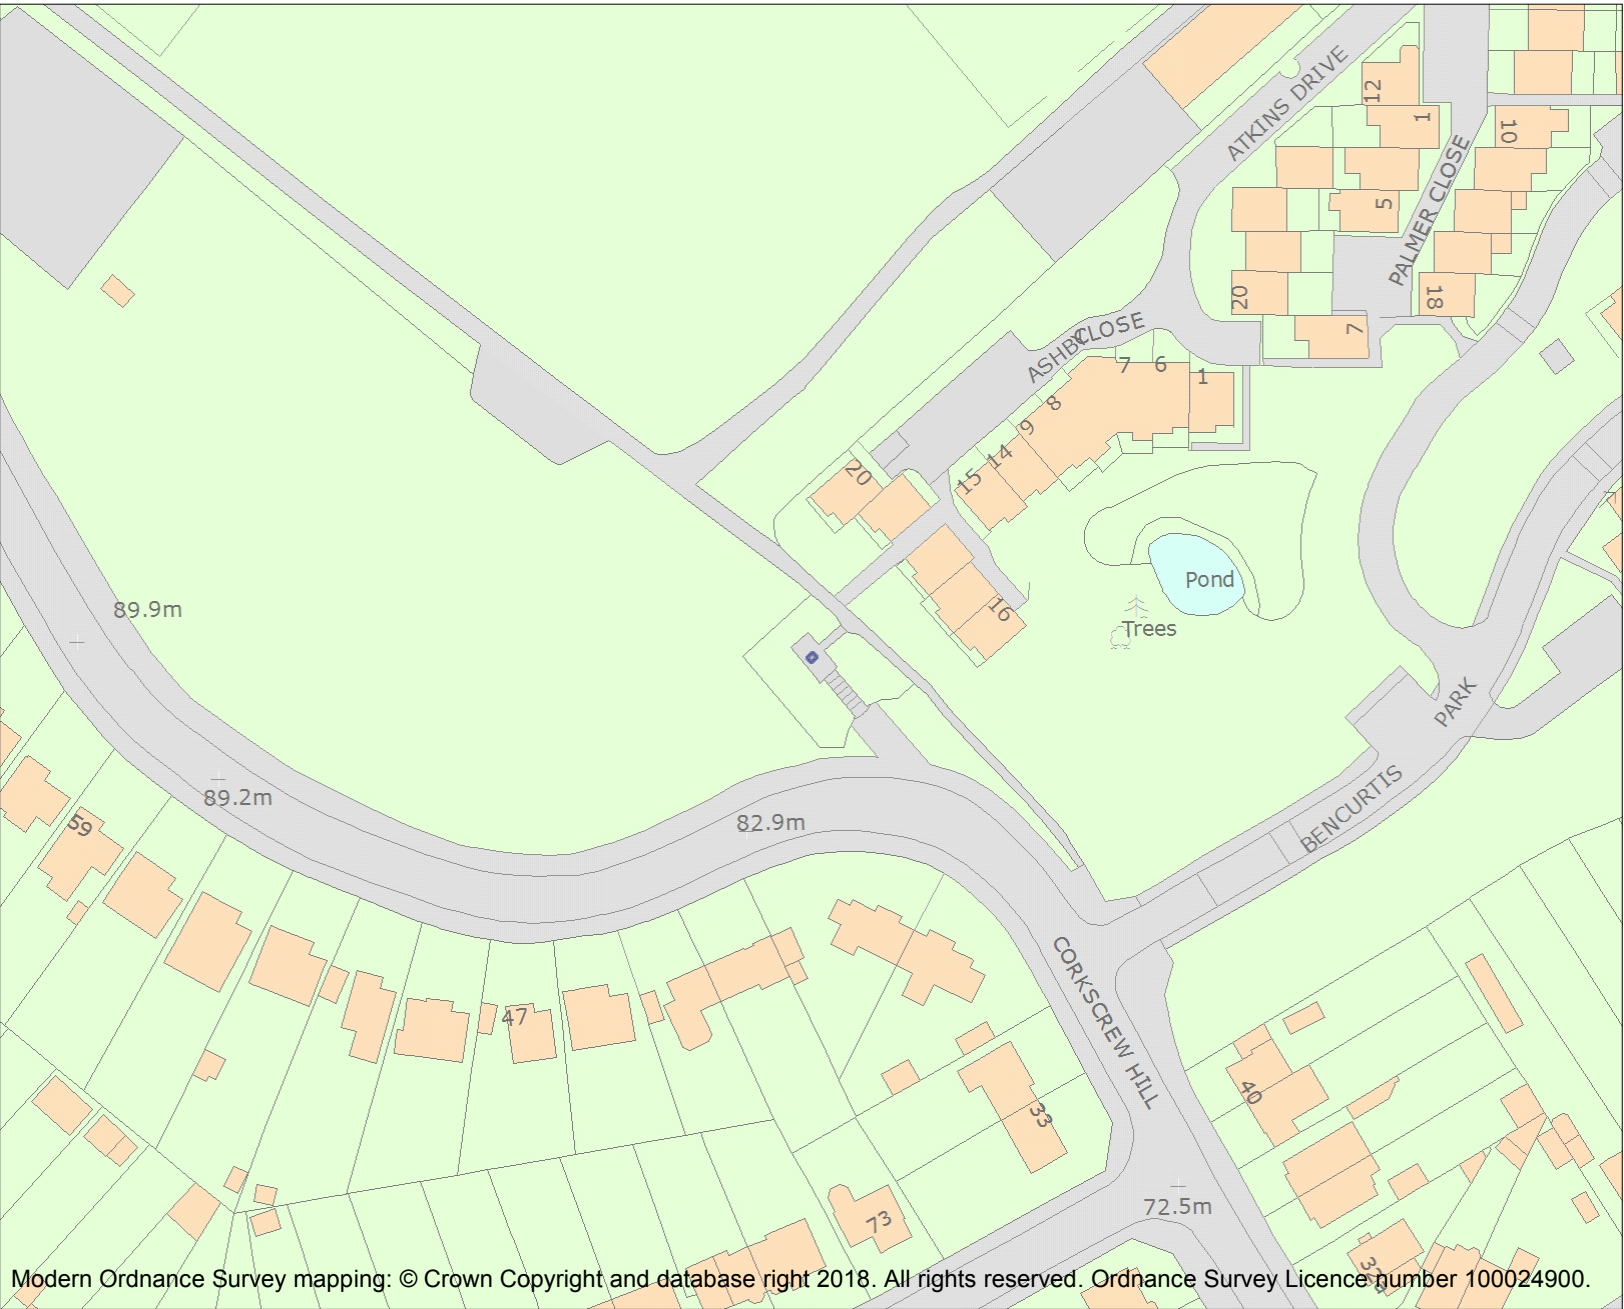 ATKINS DRIVE
12
1
10
PALMER CLOSE
5
20
18
7
ASHBY
CLOSE
7
6
1
8
9
14
15
20
16
Pond
Trees
89.9m
89.2m
82.9m
PARK
BENCURTIS
59
47
CORKSCREW HILL
40
33
73
72.5m
32a
Modern Ordnance Survey mapping: © Crown Copyright and database right 2018. All rights reserved. Ordnance Survey Licence number 100024900.